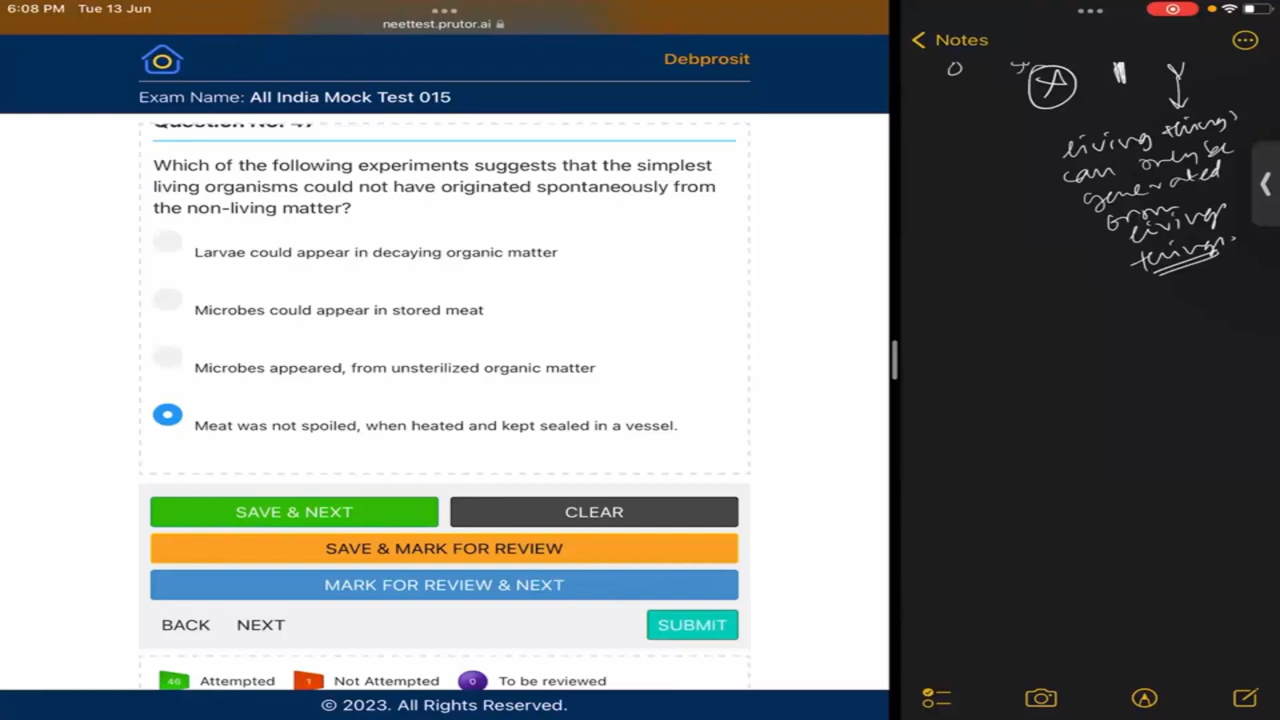 6:08 PM Tue 13 Jun
neettest.prutor.ai
Debprosit
Exam Name: All India Mock Test 015
Question No. 47
Which of the following experiments suggests that the simplest
living organisms could not have originated spontaneously from
the non-living matter?
Larvae could appear in decaying organic matter
Microbes could appear in stored meat
Microbes appeared, from unsterilized organic matter
Meat was not spoiled, when heated and kept sealed in a vessel.
SAVE & NEXT
CLEAR
SAVE & MARK FOR REVIEW
MARK FOR REVIEW & NEXT
BACK
NEXT
SUBMIT
Attempted
1 Not Attempted
0 To be reviewed
© 2023. All Rights Reserved.
Notes
living things
can only be
generated
from
living
things.